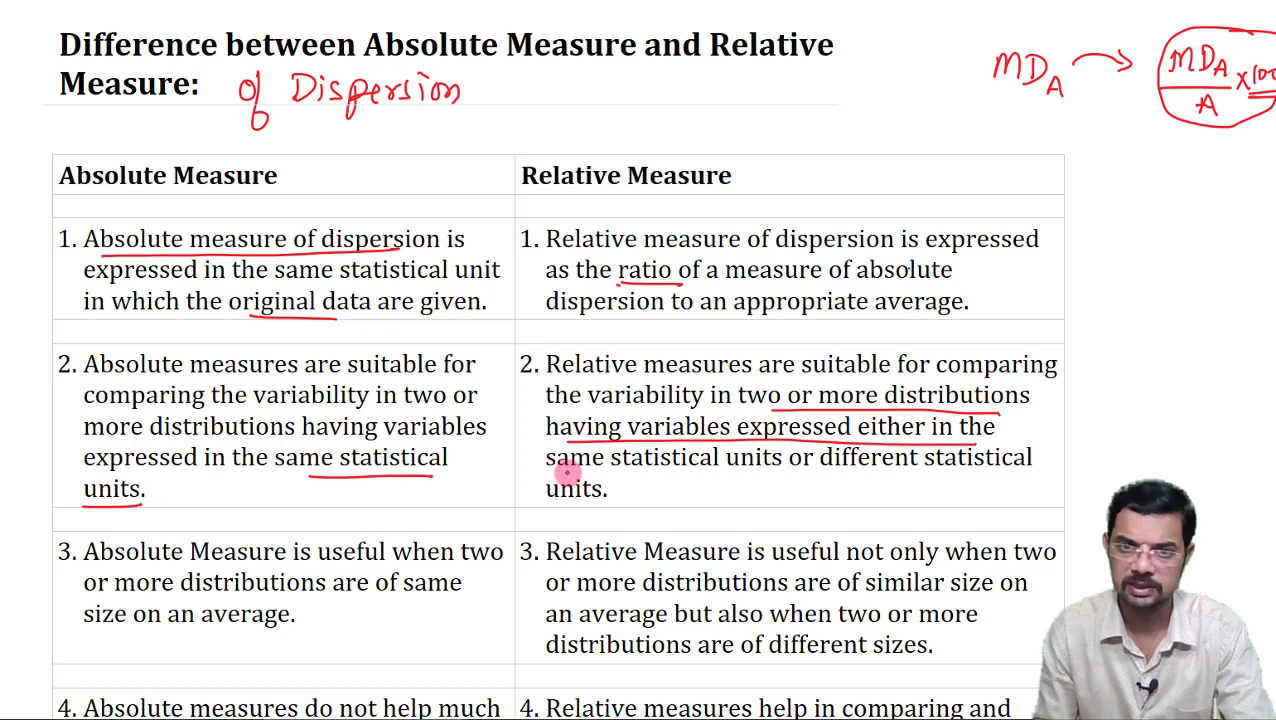 Difference between Absolute Measure and Relative
Measure: of Dispersion
MD_A → MD_A/A ×100
Absolute Measure
Relative Measure
1. Absolute measure of dispersion is
expressed in the same statistical unit
in which the original data are given.
1. Relative measure of dispersion is expressed
as the ratio of a measure of absolute
dispersion to an appropriate average.
2. Absolute measures are suitable for
comparing the variability in two or
more distributions having variables
expressed in the same statistical
units.
2. Relative measures are suitable for comparing
the variability in two or more distributions
having variables expressed either in the
same statistical units or different statistical
units.
3. Absolute Measure is useful when two
or more distributions are of same
size on an average.
3. Relative Measure is useful not only when two
or more distributions are of similar size on
an average but also when two or more
distributions are of different sizes.
4. Absolute measures do not help much
4. Relative measures help in comparing and